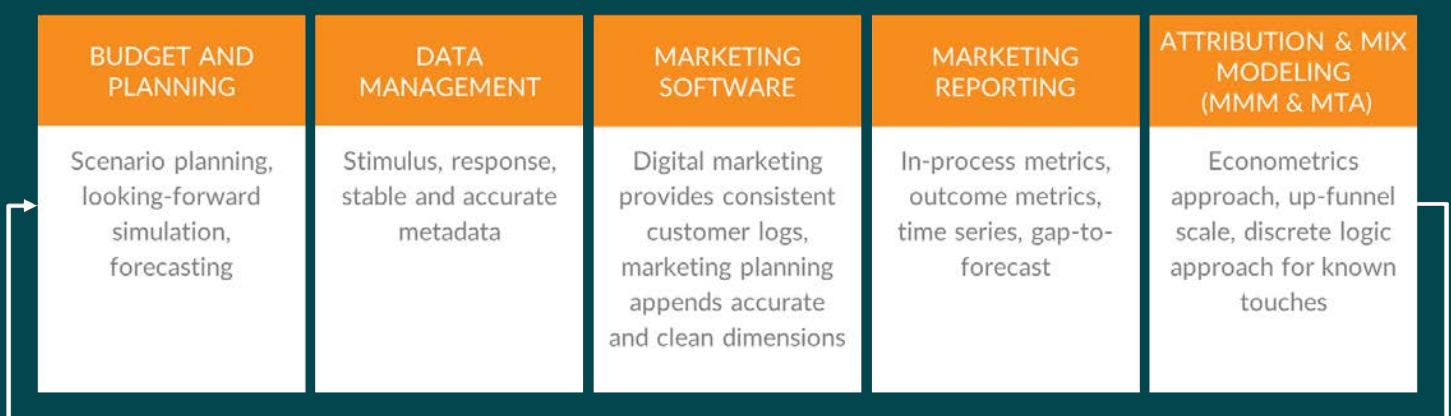 BUDGET AND
PLANNING
Scenario planning,
looking-forward
simulation,
forecasting
DATA
MANAGEMENT
Stimulus, response,
stable and accurate
metadata
MARKETING
SOFTWARE
Digital marketing
provides consistent
customer logs,
marketing planning
appends accurate
and clean dimensions
MARKETING
REPORTING
In-process metrics,
outcome metrics,
time series, gap-to-
forecast
ATTRIBUTION & MIX
MODELING
(MMM & MTA)
Econometrics
approach, up-funnel
scale, discrete logic
approach for known
touches